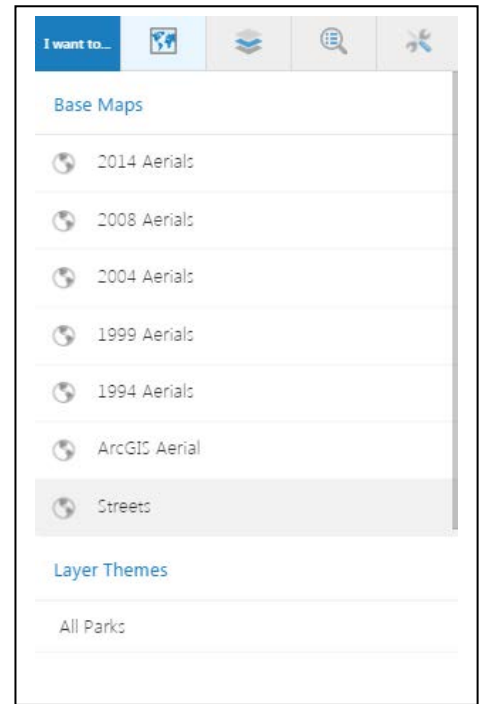 I want to...
Base Maps
2014 Aerials
2008 Aerials
2004 Aerials
1999 Aerials
1994 Aerials
ArcGIS Aerial
Streets
Layer Themes
All Parks